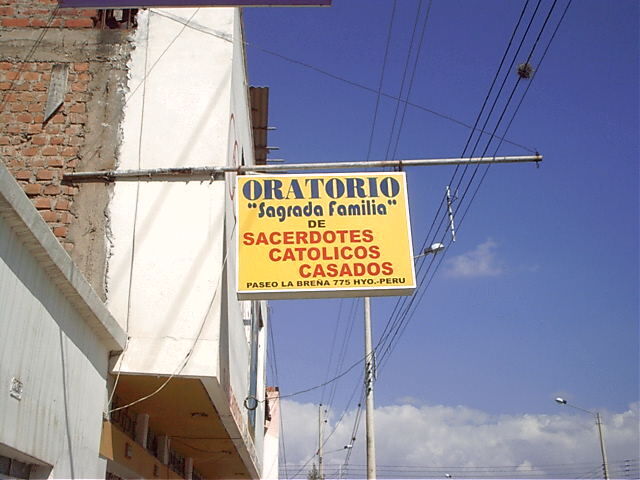 ORATORIO
"Sagrada Familia"
DE
SACERDOTES
CATOLICOS
CASADOS
PASEO LA BREÑA 775 HYO.-PERU